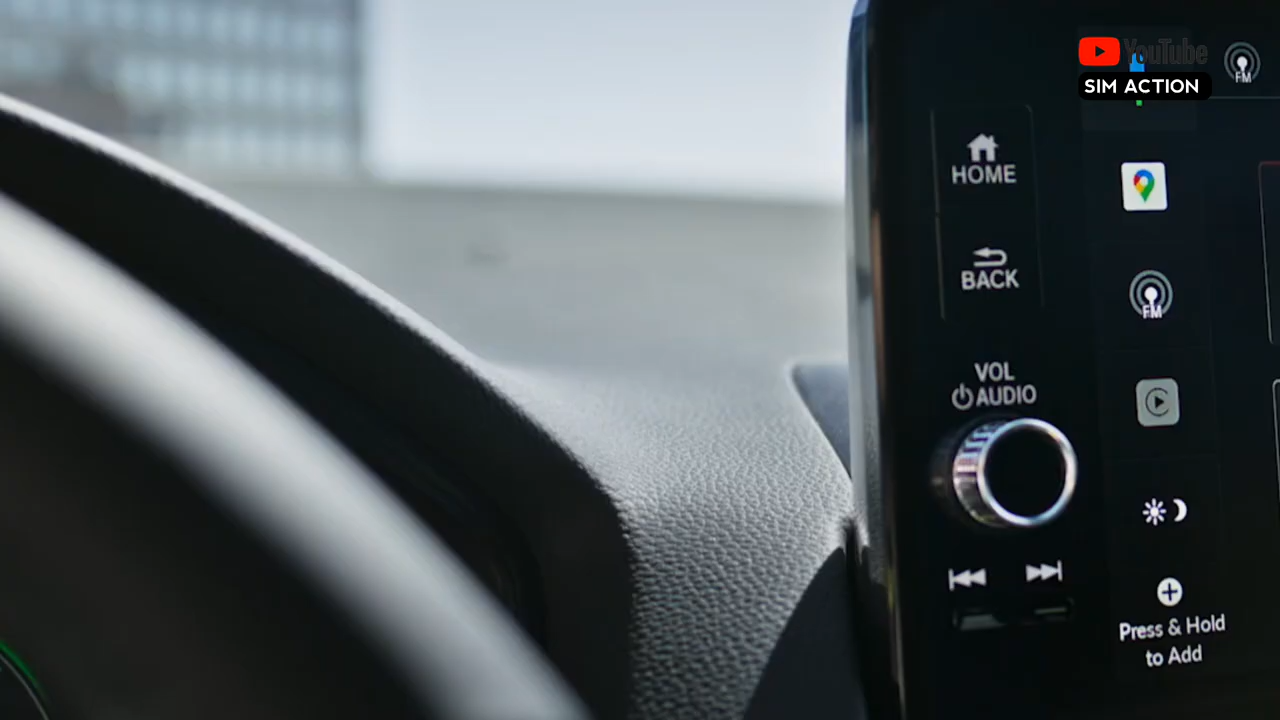 YouTube
SIM ACTION
FM
HOME
BACK
FM
VOL
AUDIO
Press & Hold
to Add